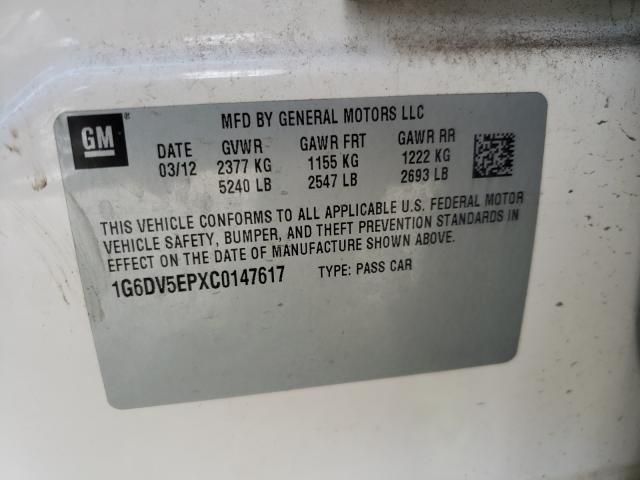 MFD BY GENERAL MOTORS LLC
GM®
DATE GVWR GAWR FRT GAWR RR
03/12 2377 KG 1155 KG 1222 KG
5240 LB 2547 LB 2693 LB
THIS VEHICLE CONFORMS TO ALL APPLICABLE U.S. FEDERAL MOTOR
VEHICLE SAFETY, BUMPER, AND THEFT PREVENTION STANDARDS IN
EFFECT ON THE DATE OF MANUFACTURE SHOWN ABOVE.
1G6DV5EPXC0147617 TYPE: PASS CAR